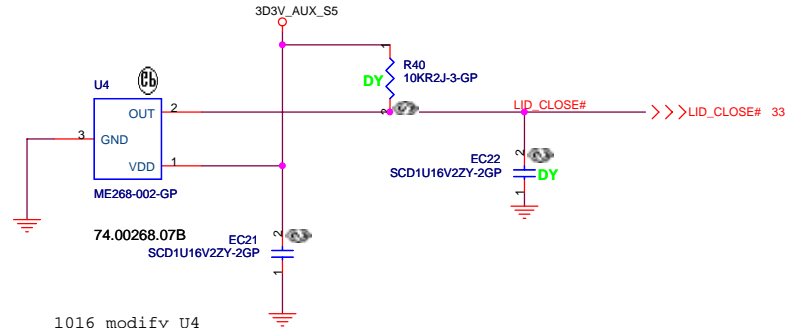 3D3V_AUX_S5
1
R40
10KR2J-3-GP
DY
2
U4
OUT
2
GND
3
VDD
1
ME268-002-GP
74.00268.07B
LID_CLOSE#
LID_CLOSE# 33
2
EC22
SCD1U16V2ZY-2GP
DY
1
2
EC21
SCD1U16V2ZY-2GP
1
1016 modify U4